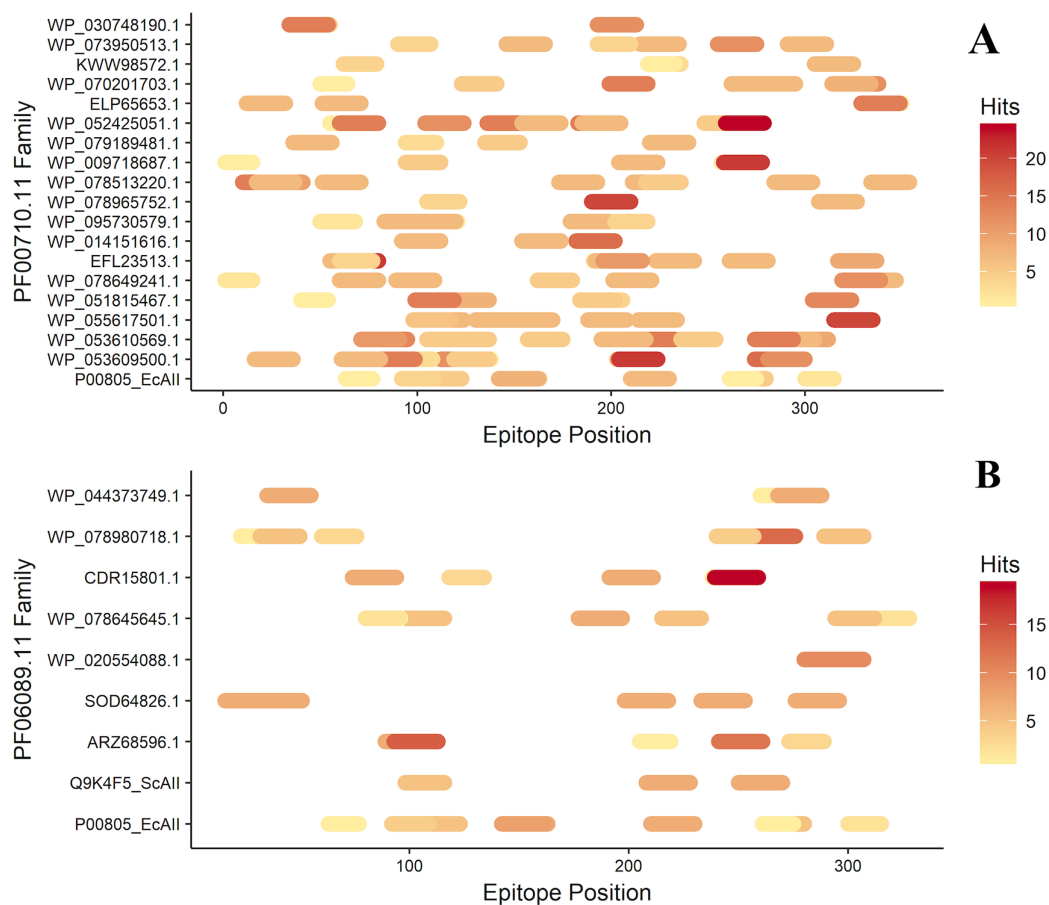 A
PF00710.11 Family
WP_030748190.1
WP_073950513.1
KWW98572.1
WP_070201703.1
ELP65653.1
WP_052425051.1
WP_079189481.1
WP_009718687.1
WP_078513220.1
WP_078965752.1
WP_095730579.1
WP_014151616.1
EFL23513.1
WP_078649241.1
WP_051815467.1
WP_055617501.1
WP_053610569.1
WP_053609500.1
P00805_EcAII
0 100 200 300
Epitope Position
Hits
20
15
10
5
B
PF06089.11 Family
WP_044373749.1
WP_078980718.1
CDR15801.1
WP_078645645.1
WP_020554088.1
SOD64826.1
ARZ68596.1
Q9K4F5_ScAII
P00805_EcAII
100 200 300
Epitope Position
Hits
15
10
5